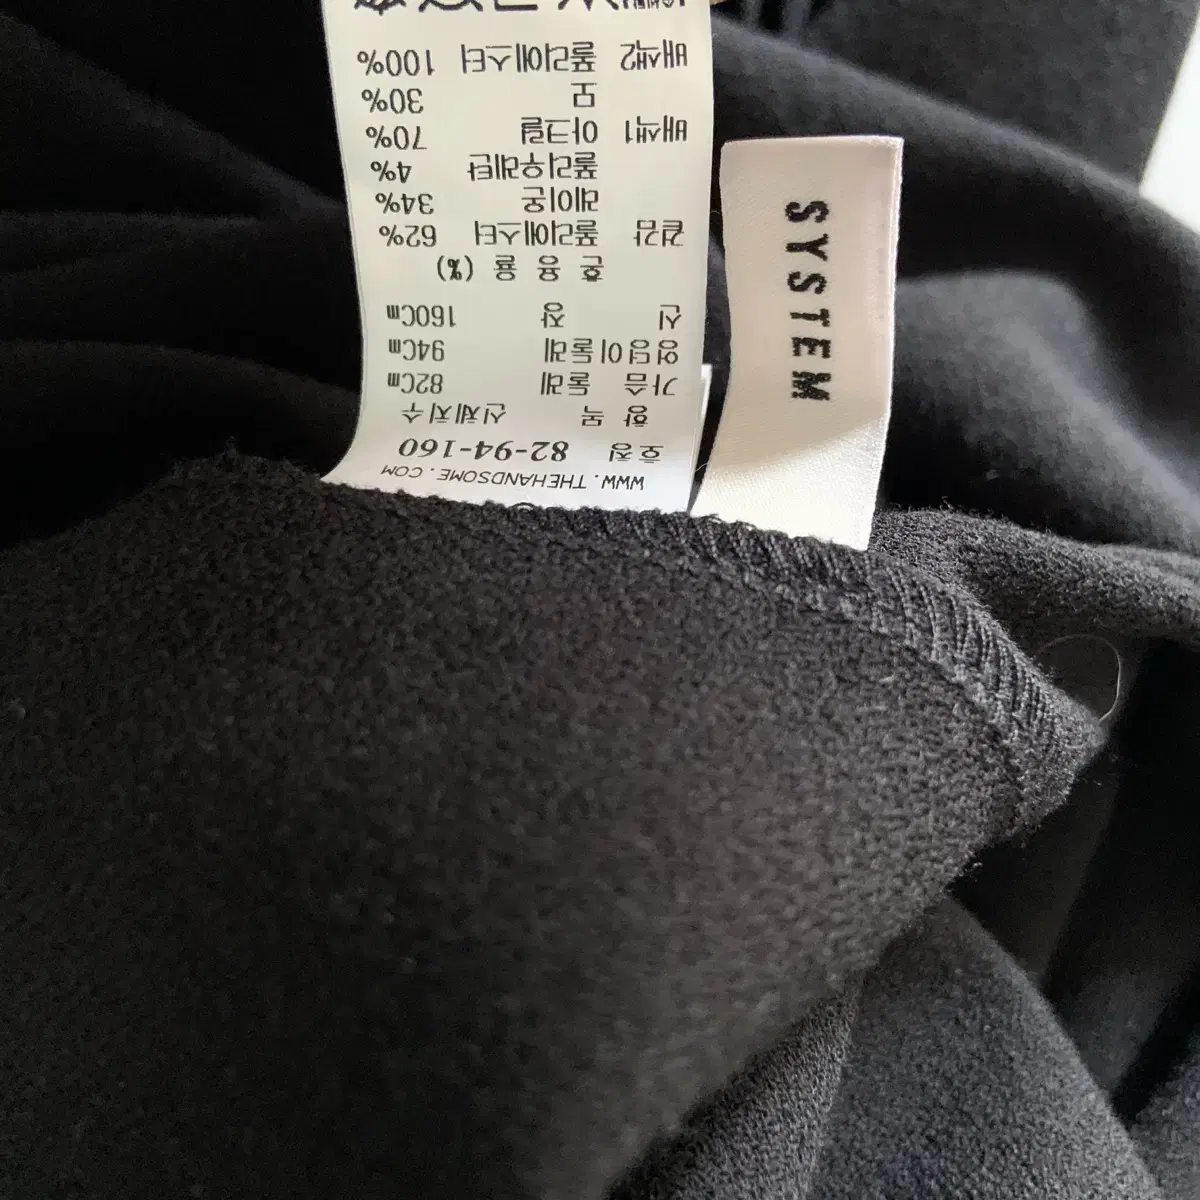 WWW.THEHANDSOME.COM
호칭 82-94-160
항 목 신체치수
가슴 둘레 82Cm
엉덩이둘레 94Cm
신 장 160Cm
혼 용 율 (%)
겉감 폴리에스터 62%
레이온 34%
폴리우레탄 4%
배색1 아크릴 70%
모 30%
배색2 폴리에스터 100%
SYSTEM